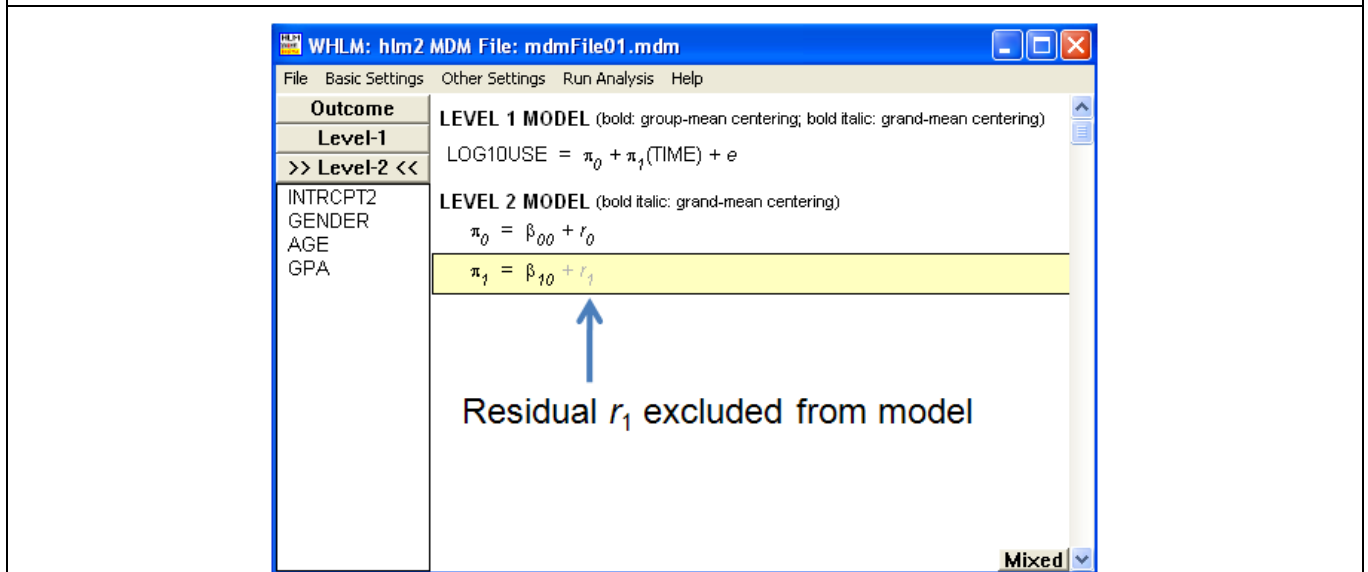 WHLM: hlm2 MDM File: mdmFile01.mdm
File Basic Settings Other Settings Run Analysis Help
Outcome
Level-1
>> Level-2 <<
INTRCPT2
GENDER
AGE
GPA
LEVEL 1 MODEL (bold: group-mean centering; bold italic: grand-mean centering)
LOG10USE = π₀ + π₁(TIME) + e
LEVEL 2 MODEL (bold italic: grand-mean centering)
π₀ = β₀₀ + r₀
π₁ = β₁₀ + r₁
Residual r₁ excluded from model
Mixed